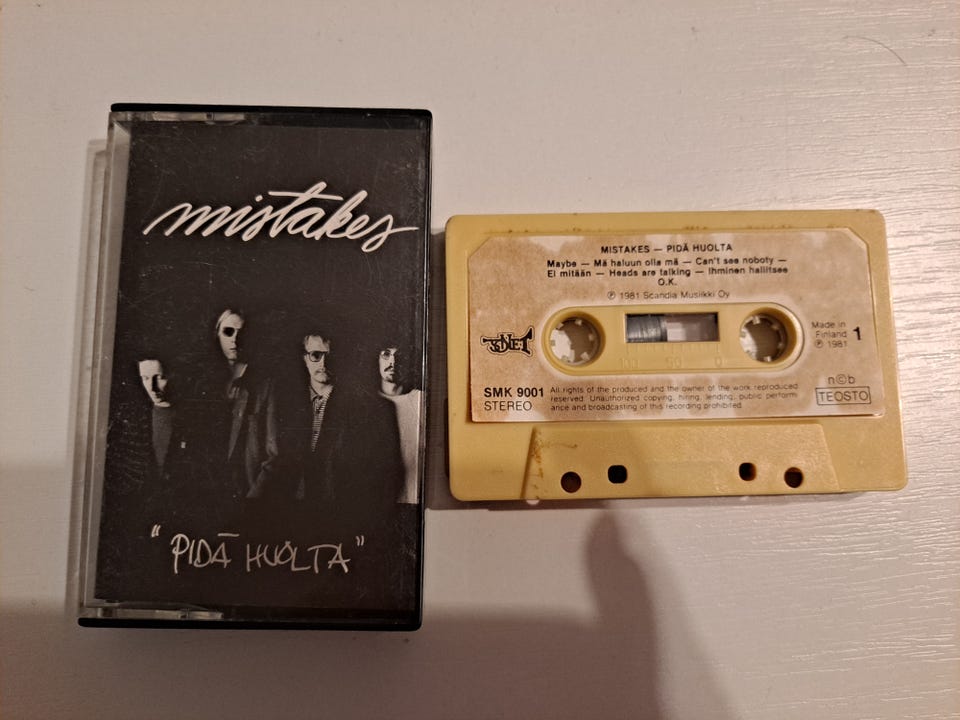 mistakes
"PIDÄ HUOLTA"
MISTAKES — PIDÄ HUOLTA
Maybe — Mä haluun olla mä — Can't see noboty —
Ei mitään — Heads are talking — Ihminen hallitsee
O.K.
℗ 1981 Scandia Musiikki Oy
Made in
Finland
℗ 1981
1
100 50 0
SMK 9001
STEREO
All rights of the produced and the owner of the work reproduced
reserved. Unauthorized copying, hiring, lending, public perform
ance and broadcasting of this recording prohibited.
n©b
TEOSTO